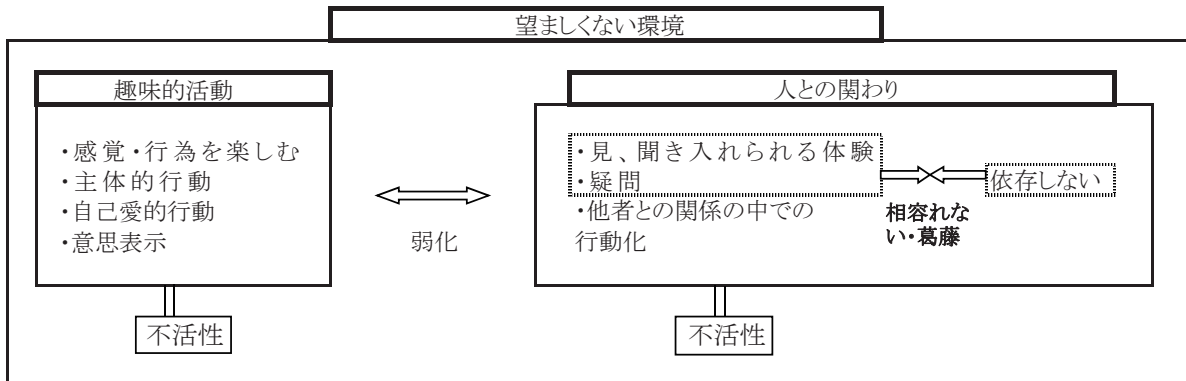 望ましくない環境
趣味的活動
・感覚・行為を楽しむ
・主体的行動
・自己愛的行動
・意思表示
弱化
人との関わり
・見、聞き入れられる体験
・疑問
・他者との関係の中での
行動化
依存しない
相容れな
い・葛藤
不活性
不活性